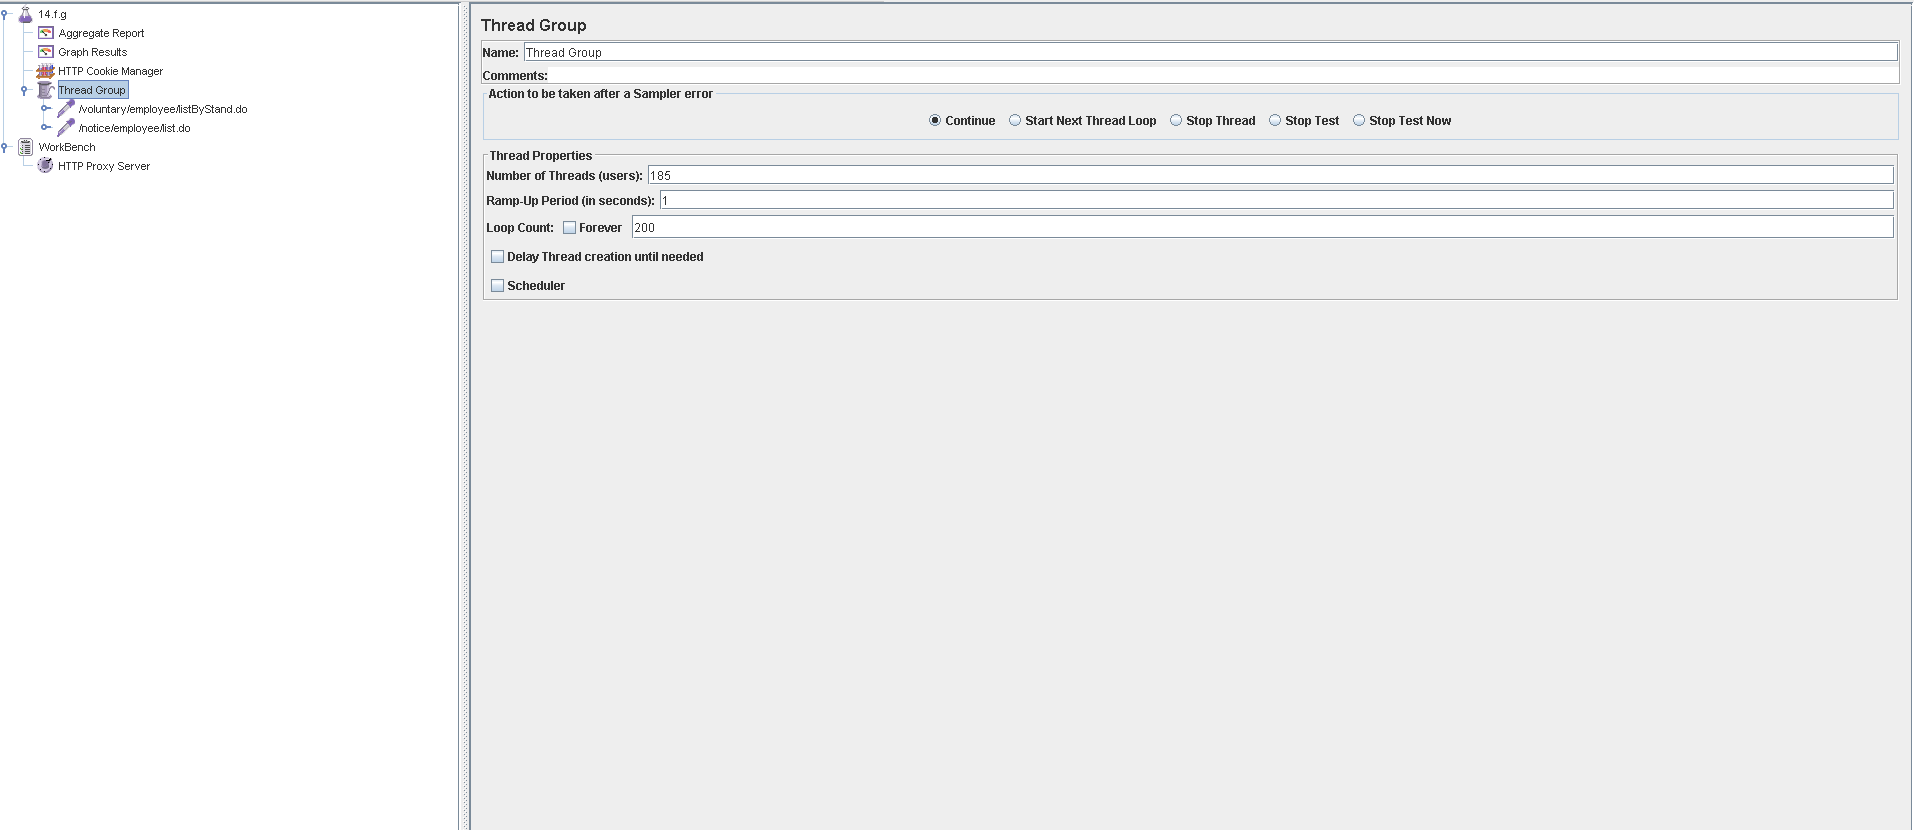 14.f.g
Aggregate Report
Graph Results
HTTP Cookie Manager
Thread Group
/voluntary/employee/listByStand.do
/notice/employee/list.do
WorkBench
HTTP Proxy Server
Thread Group
Name: Thread Group
Comments:
Action to be taken after a Sampler error
Continue Start Next Thread Loop Stop Thread Stop Test Stop Test Now
Thread Properties
Number of Threads (users): 185
Ramp-Up Period (in seconds): 1
Loop Count: Forever 200
Delay Thread creation until needed
Scheduler